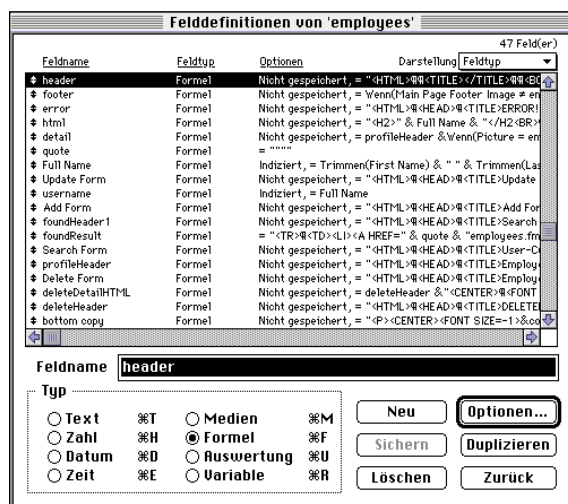 Felddefinitionen von 'employees'
47 Feld(er)
Feldname Feldtyp Optionen Darstellung Feldtyp
header Formel Nicht gespeichert, = "<HTML>¶¶<TITLE></TITLE>¶¶<BO
footer Formel Nicht gespeichert, = Wenn(Main Page Footer Image ≠ em
error Formel Nicht gespeichert, = "<HTML>¶<HEAD>¶<TITLE>ERROR!
html Formel Nicht gespeichert, = "<H2>" & Full Name & "</H2><BR>
detail Formel Nicht gespeichert, = profileHeader &Wenn(Picture = em
quote Formel = """"
Full Name Formel Indiziert, = Trimmen(First Name) & " " & Trimmen(Las
Update Form Formel Nicht gespeichert, = "<HTML>¶<HEAD>¶<TITLE>Update
username Formel Indiziert, = Full Name
Add Form Formel Nicht gespeichert, = "<HTML>¶<HEAD>¶<TITLE>Add For
foundHeader1 Formel Nicht gespeichert, = "<HTML>¶<HEAD>¶<TITLE>Search
foundResult Formel = "<TR>¶<TD><LI><A HREF=" & quote & "employees.fm
Search Form Formel Nicht gespeichert, = "<HTML>¶<HEAD>¶<TITLE>User-C
profileHeader Formel Nicht gespeichert, = "<HTML>¶<HEAD>¶<TITLE>Employ
Delete Form Formel Nicht gespeichert, = "<HTML>¶<HEAD>¶<TITLE>Employ
deleteDetailHTML Formel Nicht gespeichert, = deleteHeader &"<CENTER>¶<FONT
deleteHeader Formel Nicht gespeichert, = "<HTML>¶<HEAD>¶<TITLE>DELETE
bottom copy Formel Nicht gespeichert, = "<P><CENTER><FONT SIZE=-1>&co
Feldname header
Typ
Text ⌘T Medien ⌘M
Zahl ⌘H Formel ⌘F
Datum ⌘D Auswertung ⌘U
Zeit ⌘E Variable ⌘R
Neu Optionen...
Sichern Duplizieren
Löschen Zurück